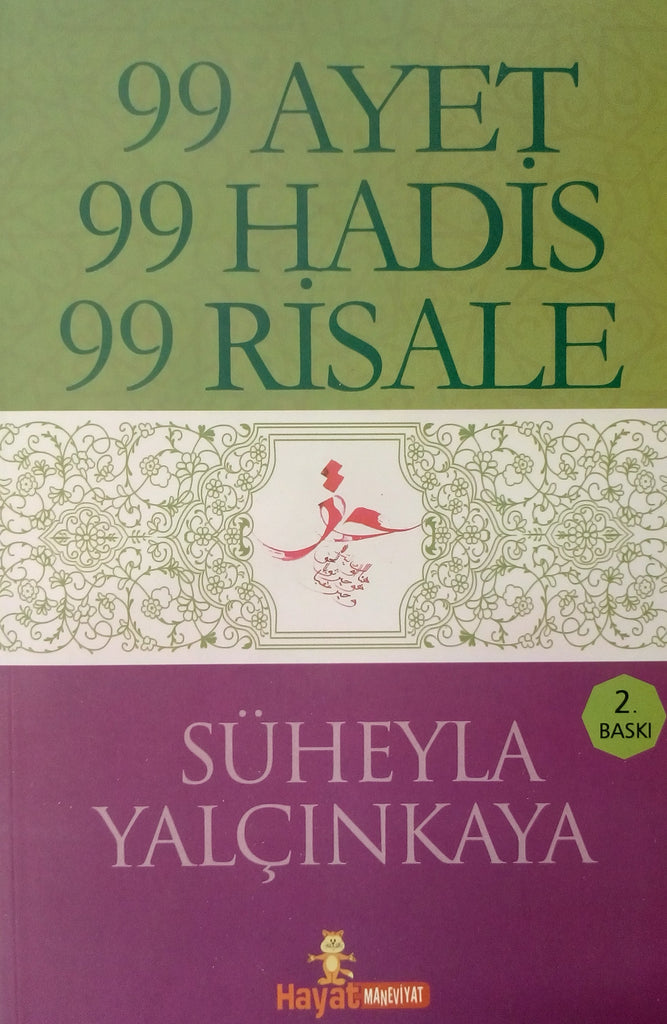 99 AYET
99 HADİS
99 RİSALE
2.
BASKI
SÜHEYLA
YALÇINKAYA
Hayat MANEVİYAT